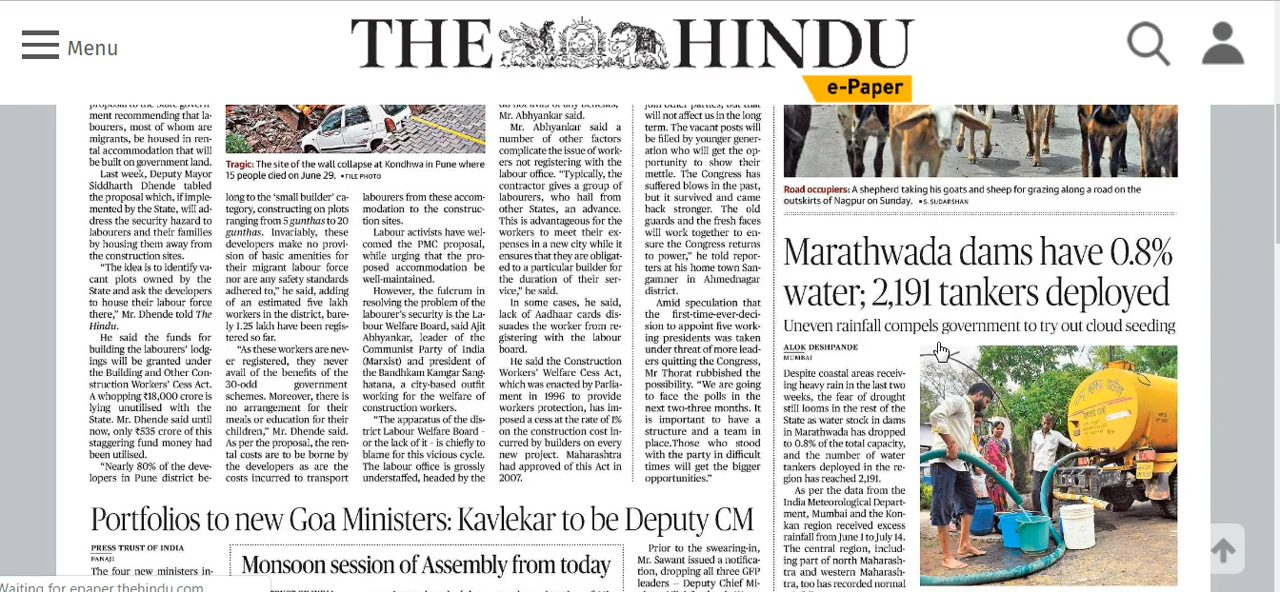 Menu
THE HINDU
e-Paper
proposal to the State govern-
ment recommending that la-
bourers, most of whom are
migrants, be housed in ren-
tal accommodation that will
be built on government land.
Last week, Deputy Mayor
Siddharth Dhende tabled
the proposal which, if imple-
mented by the State, will ad-
dress the security hazard to
labourers and their families
by housing them away from
the construction sites.
“The idea is to identify va-
cant plots owned by the
State and ask the developers
to house their labour force
there,” Mr. Dhende told The
Hindu.
He said the funds for
building the labourers’ lodg-
ings will be granted under
the Building and Other Con-
struction Workers’ Cess Act.
A whopping ₹18,000 crore is
lying unutilised with the
State. Mr. Dhende said until
now, only ₹535 crore of this
staggering fund money had
been utilised.
“Nearly 80% of the deve-
lopers in Pune district be-
Tragic: The site of the wall collapse at Kondhwa in Pune where
15 people died on June 29. •FILE PHOTO
long to the ‘small builder’ ca-
tegory, constructing on plots
ranging from 5 gunthas to 20
gunthas. Invariably, these
developers make no provi-
sion of basic amenities for
their migrant labour force
nor are any safety standards
adhered to,” he said, adding
of an estimated five lakh
workers in the district, bare-
ly 1.25 lakh have been regis-
tered so far.
“As these workers are nev-
er registered, they never
avail of the benefits of the
30-odd government
schemes. Moreover, there is
no arrangement for their
meals or education for their
children,” Mr. Dhende said.
As per the proposal, the ren-
tal costs are to be borne by
the developers as are the
costs incurred to transport
labourers from these accom-
modation to the construc-
tion sites.
Labour activists have wel-
comed the PMC proposal,
while urging that the pro-
posed accommodation be
well-maintained.
However, the fulcrum in
resolving the problem of the
labourer’s security is the La-
bour Welfare Board, said Ajit
Abhyankar, leader of the
Communist Party of India
(Marxist) and president of
the Bandhkam Kamgar Sang-
hatana, a city-based outfit
working for the welfare of
construction workers.
“The apparatus of the dis-
trict Labour Welfare Board -
or the lack of it - is chiefly to
blame for this vicious cycle.
The labour office is grossly
understaffed, headed by the
do not avail of any benefits,”
Mr. Abhyankar said.
Mr. Abhyankar said a
number of other factors
complicate the issue of work-
ers not registering with the
labour office. “Typically, the
contractor gives a group of
labourers, who hail from
other States, an advance.
This is advantageous for the
workers to meet their ex-
penses in a new city while it
ensures that they are obligat-
ed to a particular builder for
the duration of their ser-
vice,” he said.
In some cases, he said,
lack of Aadhaar cards dis-
suades the worker from re-
gistering with the labour
board.
He said the Construction
Workers’ Welfare Cess Act,
which was enacted by Parlia-
ment in 1996 to provide
workers protection, has im-
posed a cess at the rate of 1%
on the construction cost in-
curred by builders on every
new project. Maharashtra
had approved of this Act in
2007.
join other parties, but that
will not affect us in the long
term. The vacant posts will
be filled by younger gener-
ation who will get the op-
portunity to show their
mettle. The Congress has
suffered blows in the past,
but it survived and came
back stronger. The old
guards and the fresh faces
will work together to en-
sure the Congress returns
to power,” he told repor-
ters at his home town San-
gamner in Ahmednagar
district.
Amid speculation that
the first-time-ever-deci-
sion to appoint five work-
ing presidents was taken
under threat of more lead-
ers quitting the Congress,
Mr Thorat rubbished the
possibility. “We are going
to face the polls in the
next two-three months. It
is important to have a
structure and a team in
place.Those who stood
with the party in difficult
times will get the bigger
opportunities.”
Road occupiers: A shepherd taking his goats and sheep for grazing along a road on the
outskirts of Nagpur on Sunday. •S. SUDARSHAN
Marathwada dams have 0.8%
water; 2,191 tankers deployed
Uneven rainfall compels government to try out cloud seeding
ALOK DESHPANDE
MUMBAI
Despite coastal areas receiv-
ing heavy rain in the last two
weeks, the fear of drought
still looms in the rest of the
State as water stock in dams
in Marathwada has dropped
to 0.8% of the total capacity,
and the number of water
tankers deployed in the re-
gion has reached 2,191.
As per the data from the
India Meteorological Depart-
ment, Mumbai and the Kon-
kan region received excess
rainfall from June 1 to July 14.
The central region, includ-
ing part of north Maharash-
tra and western Maharash-
tra, too has recorded normal
Portfolios to new Goa Ministers: Kavlekar to be Deputy CM
PRESS TRUST OF INDIA
PANAJI
The four new ministers in-
Monsoon session of Assembly from today
Prior to the swearing-in,
Mr. Sawant issued a notifica-
tion, dropping all three GFP
leaders – Deputy Chief Mi-
Waiting for epaper.thehindu.com